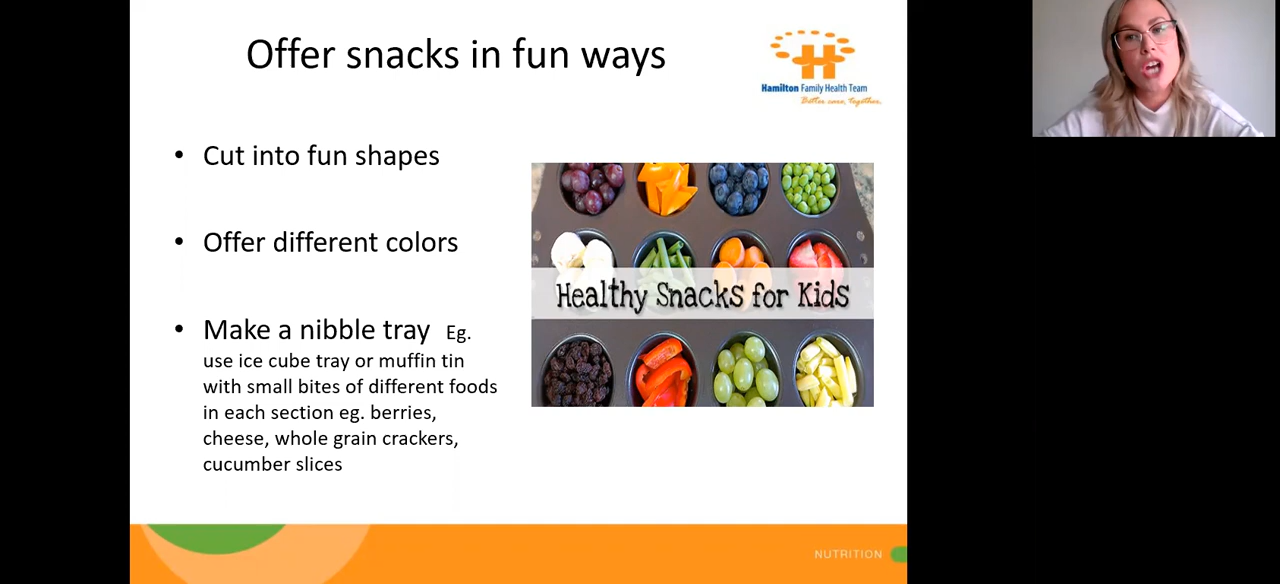 Offer snacks in fun ways
Hamilton Family Health Team
Better care, together.
• Cut into fun shapes
• Offer different colors
• Make a nibble tray Eg.
use ice cube tray or muffin tin
with small bites of different foods
in each section eg. berries,
cheese, whole grain crackers,
cucumber slices
Healthy Snacks for Kids
NUTRITION